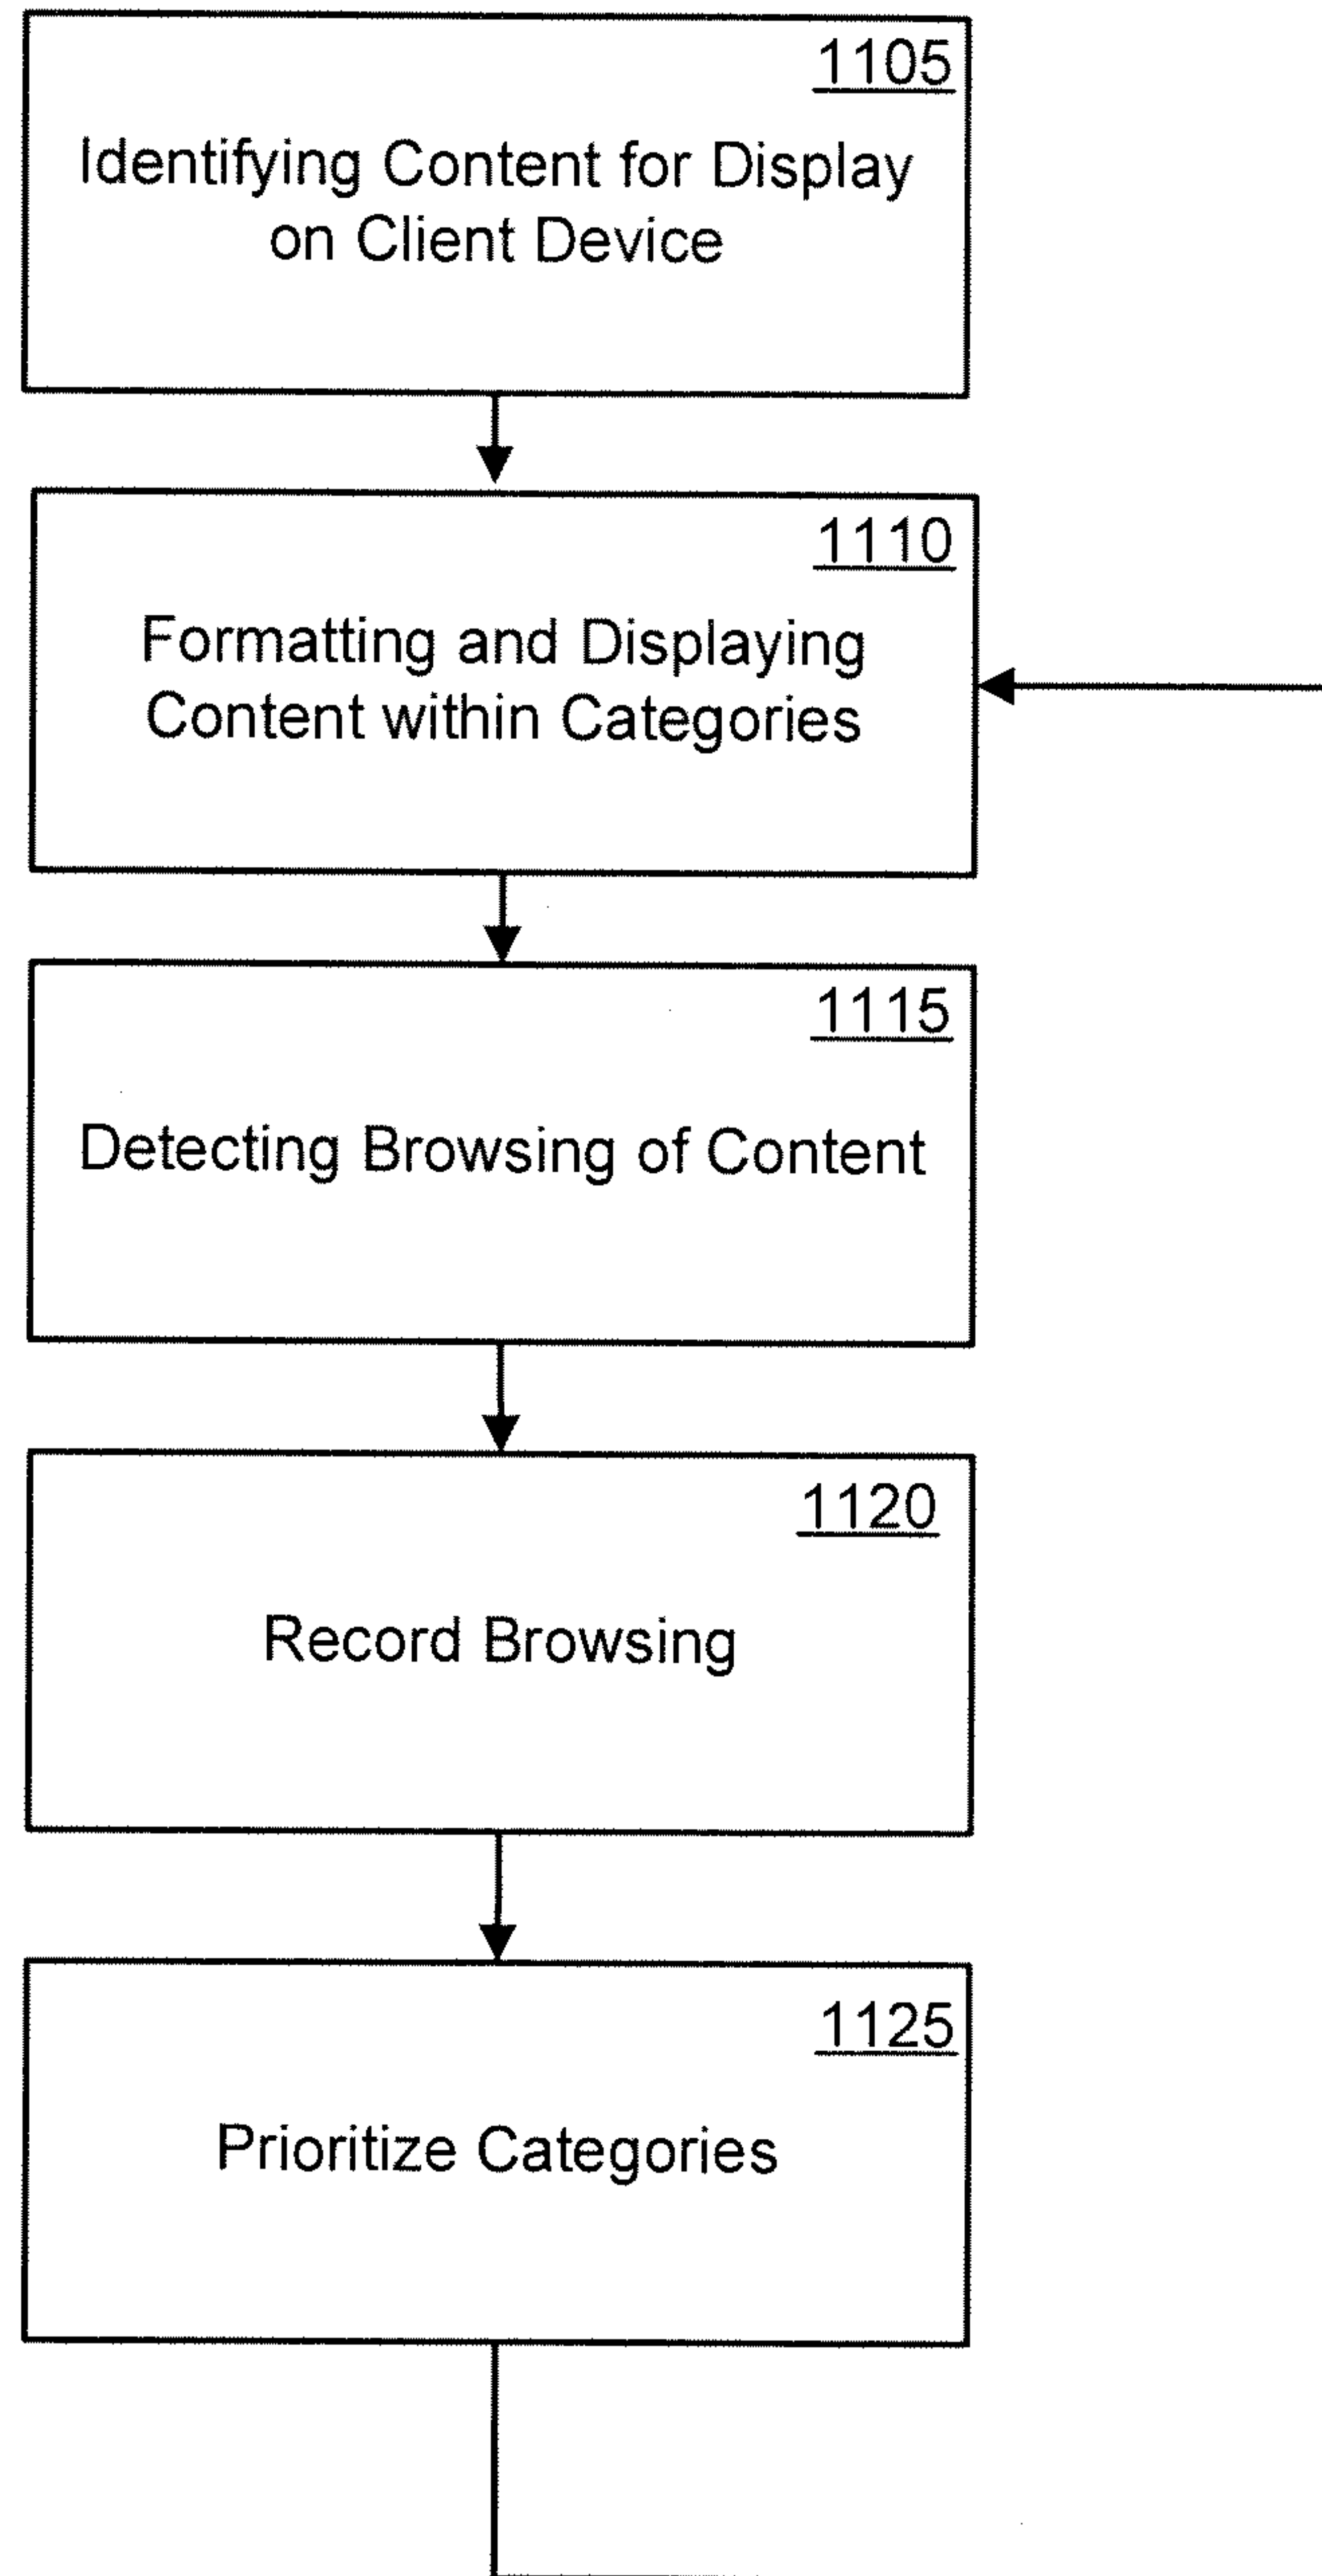 1105
Identifying Content for Display
on Client Device
1110
Formatting and Displaying
Content within Categories
1115
Detecting Browsing of Content
1120
Record Browsing
1125
Prioritize Categories